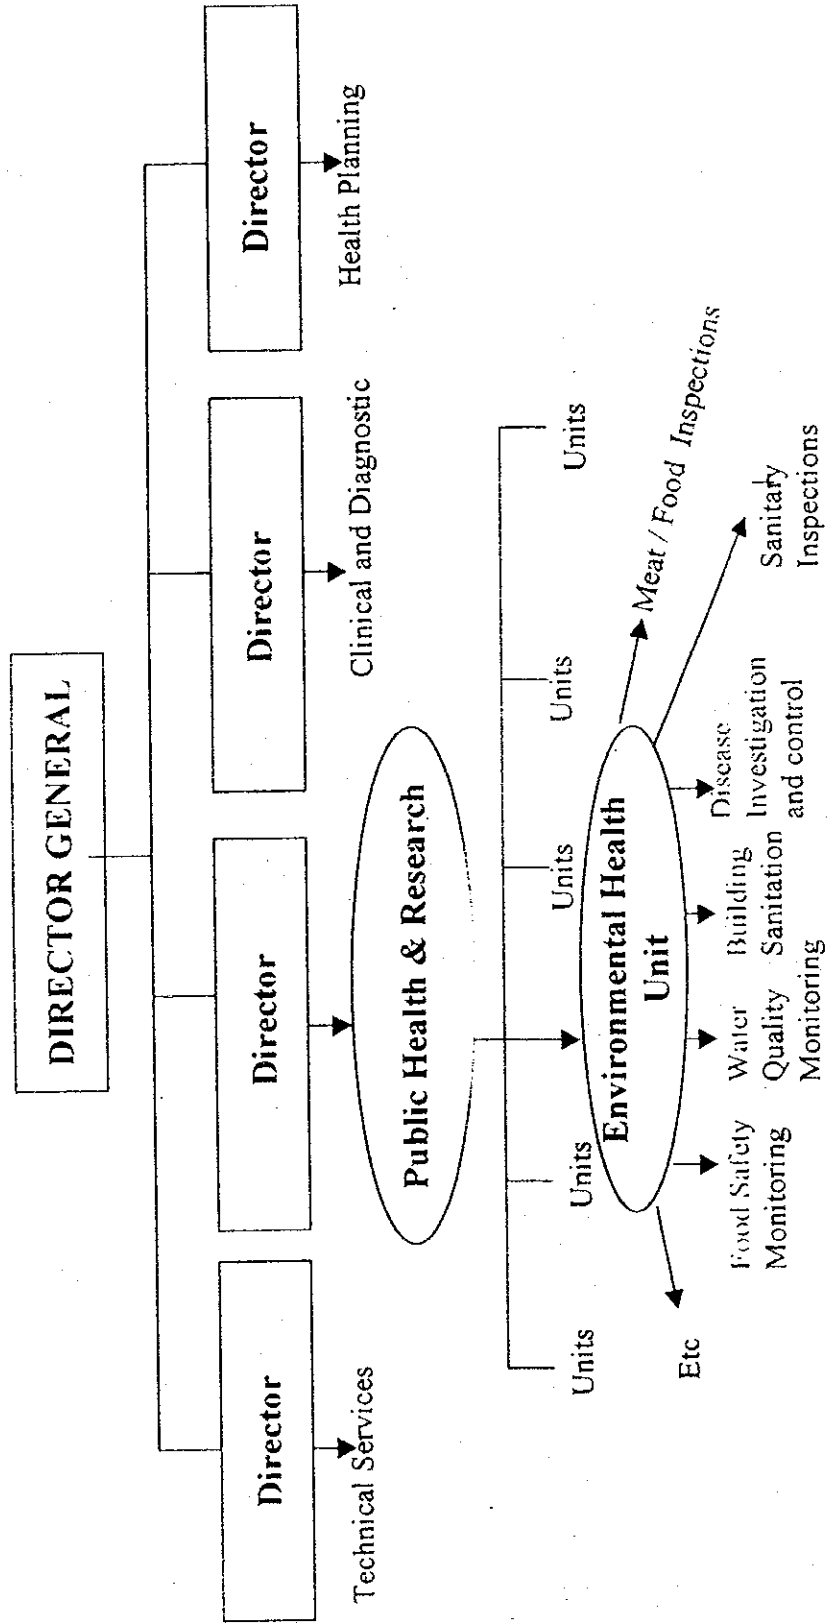 DIRECTOR GENERAL
Director
Director
Director
Director
Technical Services
Public Health & Research
Clinical and Diagnostic
Health Planning
Units
Units
Units
Units
Units
Environmental Health
Unit
Etc
Food Safety
Monitoring
Water
Quality
Monitoring
Building
Sanitation
Disease
Investigation
and control
Sanitary
Inspections
Meat / Food Inspections